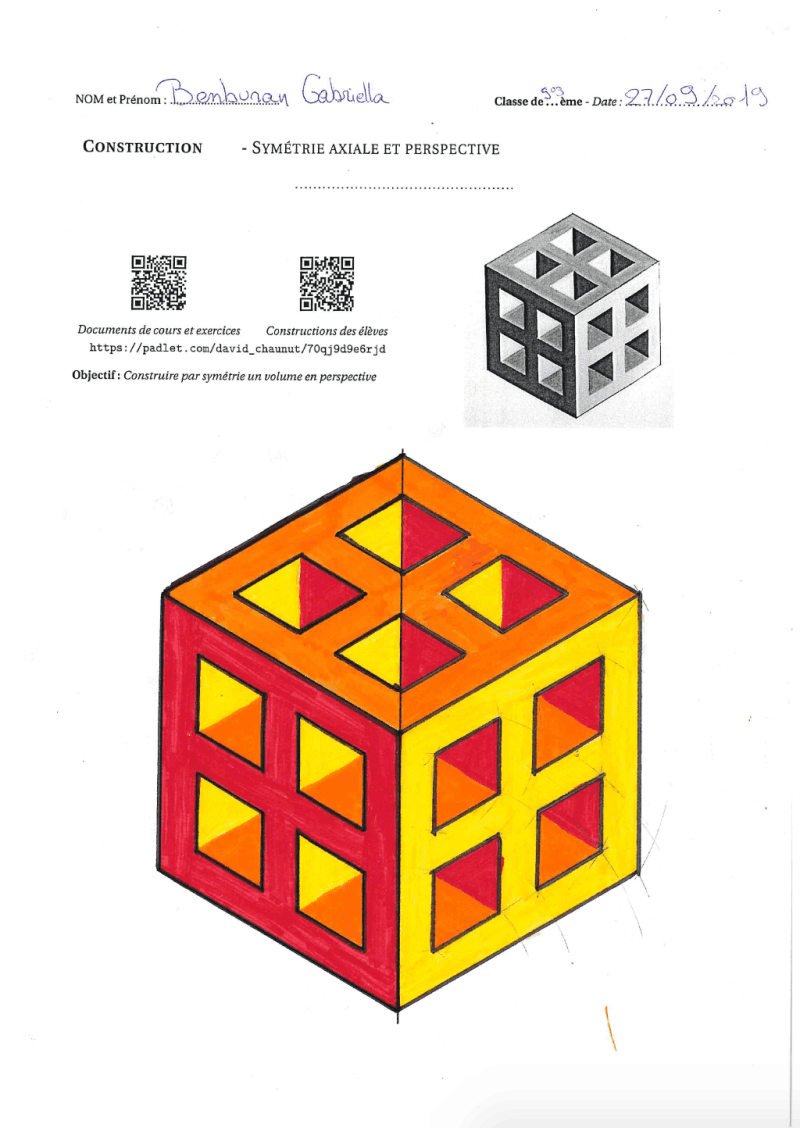 NOM et Prénom : Benhunan Gabriella
Classe de 503 ème - Date : 27/09/2019
CONSTRUCTION - SYMÉTRIE AXIALE ET PERSPECTIVE
Documents de cours et exercices Constructions des élèves
https://padlet.com/david_chaunut/70qj9d9e6rjd
Objectif : Construire par symétrie un volume en perspective